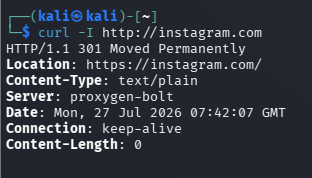 ┌──(kali㉿kali)-[~]
└─$ curl -I http://instagram.com
HTTP/1.1 301 Moved Permanently
Location: https://instagram.com/
Content-Type: text/plain
Server: proxygen-bolt
Date: Mon, 27 Jul 2026 07:42:07 GMT
Connection: keep-alive
Content-Length: 0